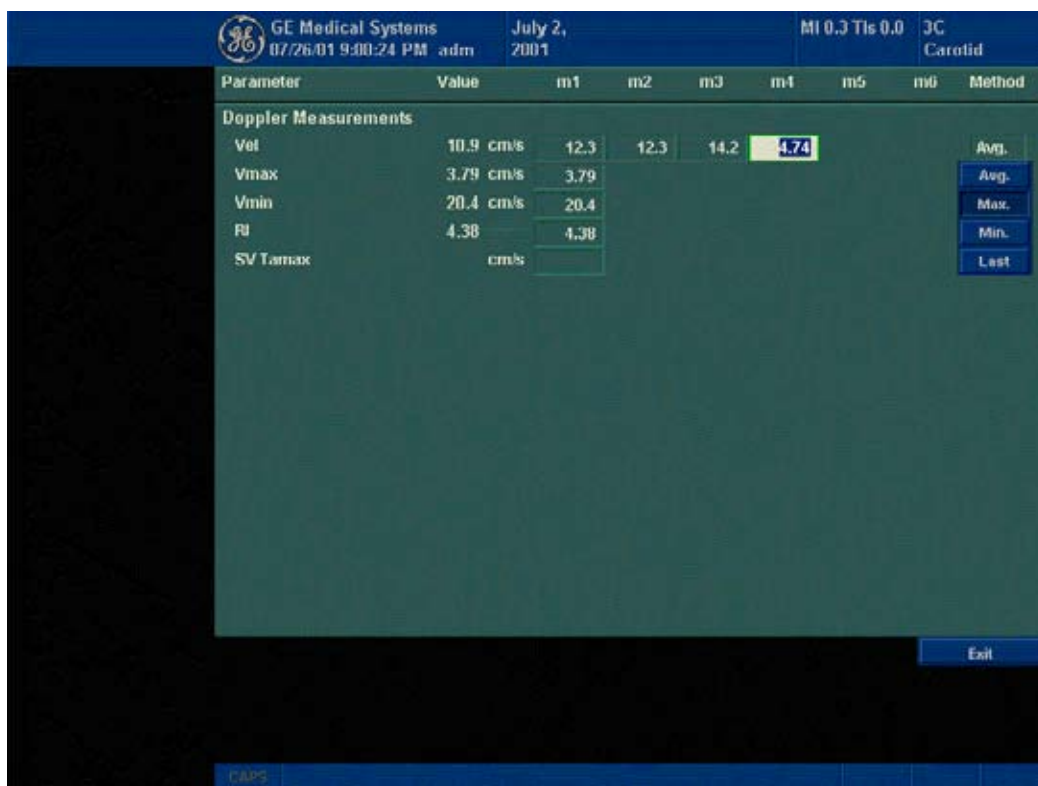 GE Medical Systems July 2, MI 0.3 TIs 0.0 3C
07/26/01 9:00:24 PM adm 2001 Carotid
Parameter Value m1 m2 m3 m4 m5 m6 Method
Doppler Measurements
Vel 10.9 cm/s 12.3 12.3 14.2 4.74 Avg.
Vmax 3.79 cm/s 3.79 Avg.
Vmin 20.4 cm/s 20.4 Max.
RI 4.38 4.38 Min.
SV Tamax cm/s Last
Exit
CAPS